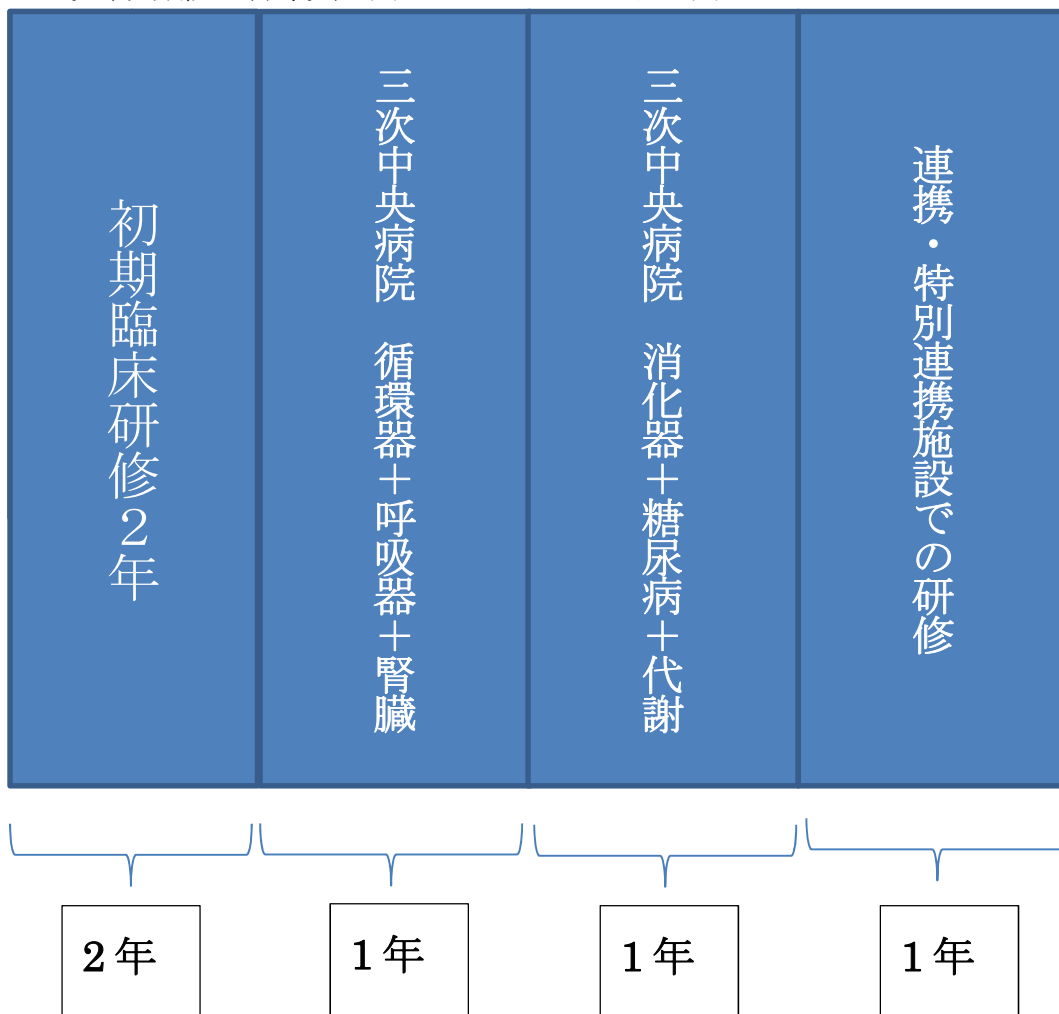 初期臨床研修２年
三次中央病院　循環器＋呼吸器＋腎臓
三次中央病院　消化器＋糖尿病＋代謝
連携・特別連携施設での研修
2年
1年
1年
1年